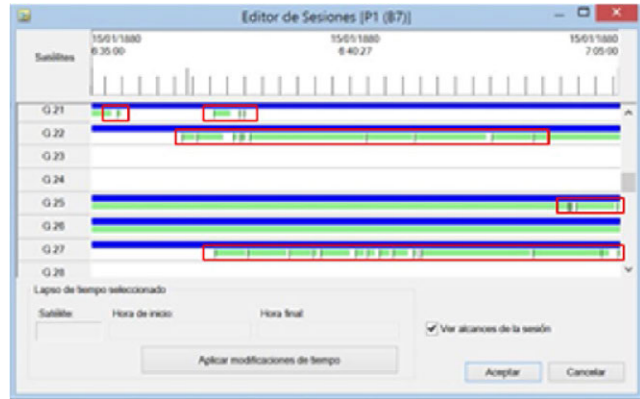 Editor de Sesiones [P1 (B7)]
Satélites
15/01/1880 15/01/1880 15/01/1880
6:35:00 6:40:27 7:05:00
G 21
G 22
G 23
G 24
G 25
G 26
G 27
G 28
Lapso de tiempo seleccionado
Satélite: Hora de inicio: Hora final:
Ver alcances de la sesión
Aplicar modificaciones de tiempo
Aceptar Cancelar